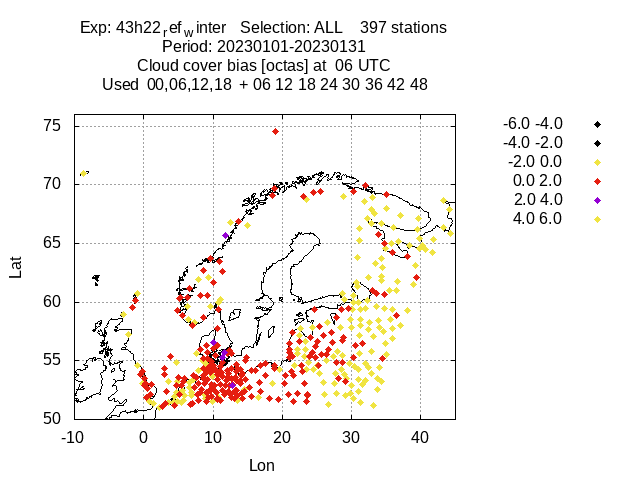 Exp: 43h22ref_winter Selection: ALL 397 stations
Period: 20230101-20230131
Cloud cover bias [octas] at 06 UTC
Used 00,06,12,18 + 06 12 18 24 30 36 42 48
-6.0 -4.0
-4.0 -2.0
-2.0 0.0
0.0 2.0
2.0 4.0
4.0 6.0
75
70
65
60
55
50
Lat
-10 0 10 20 30 40
Lon